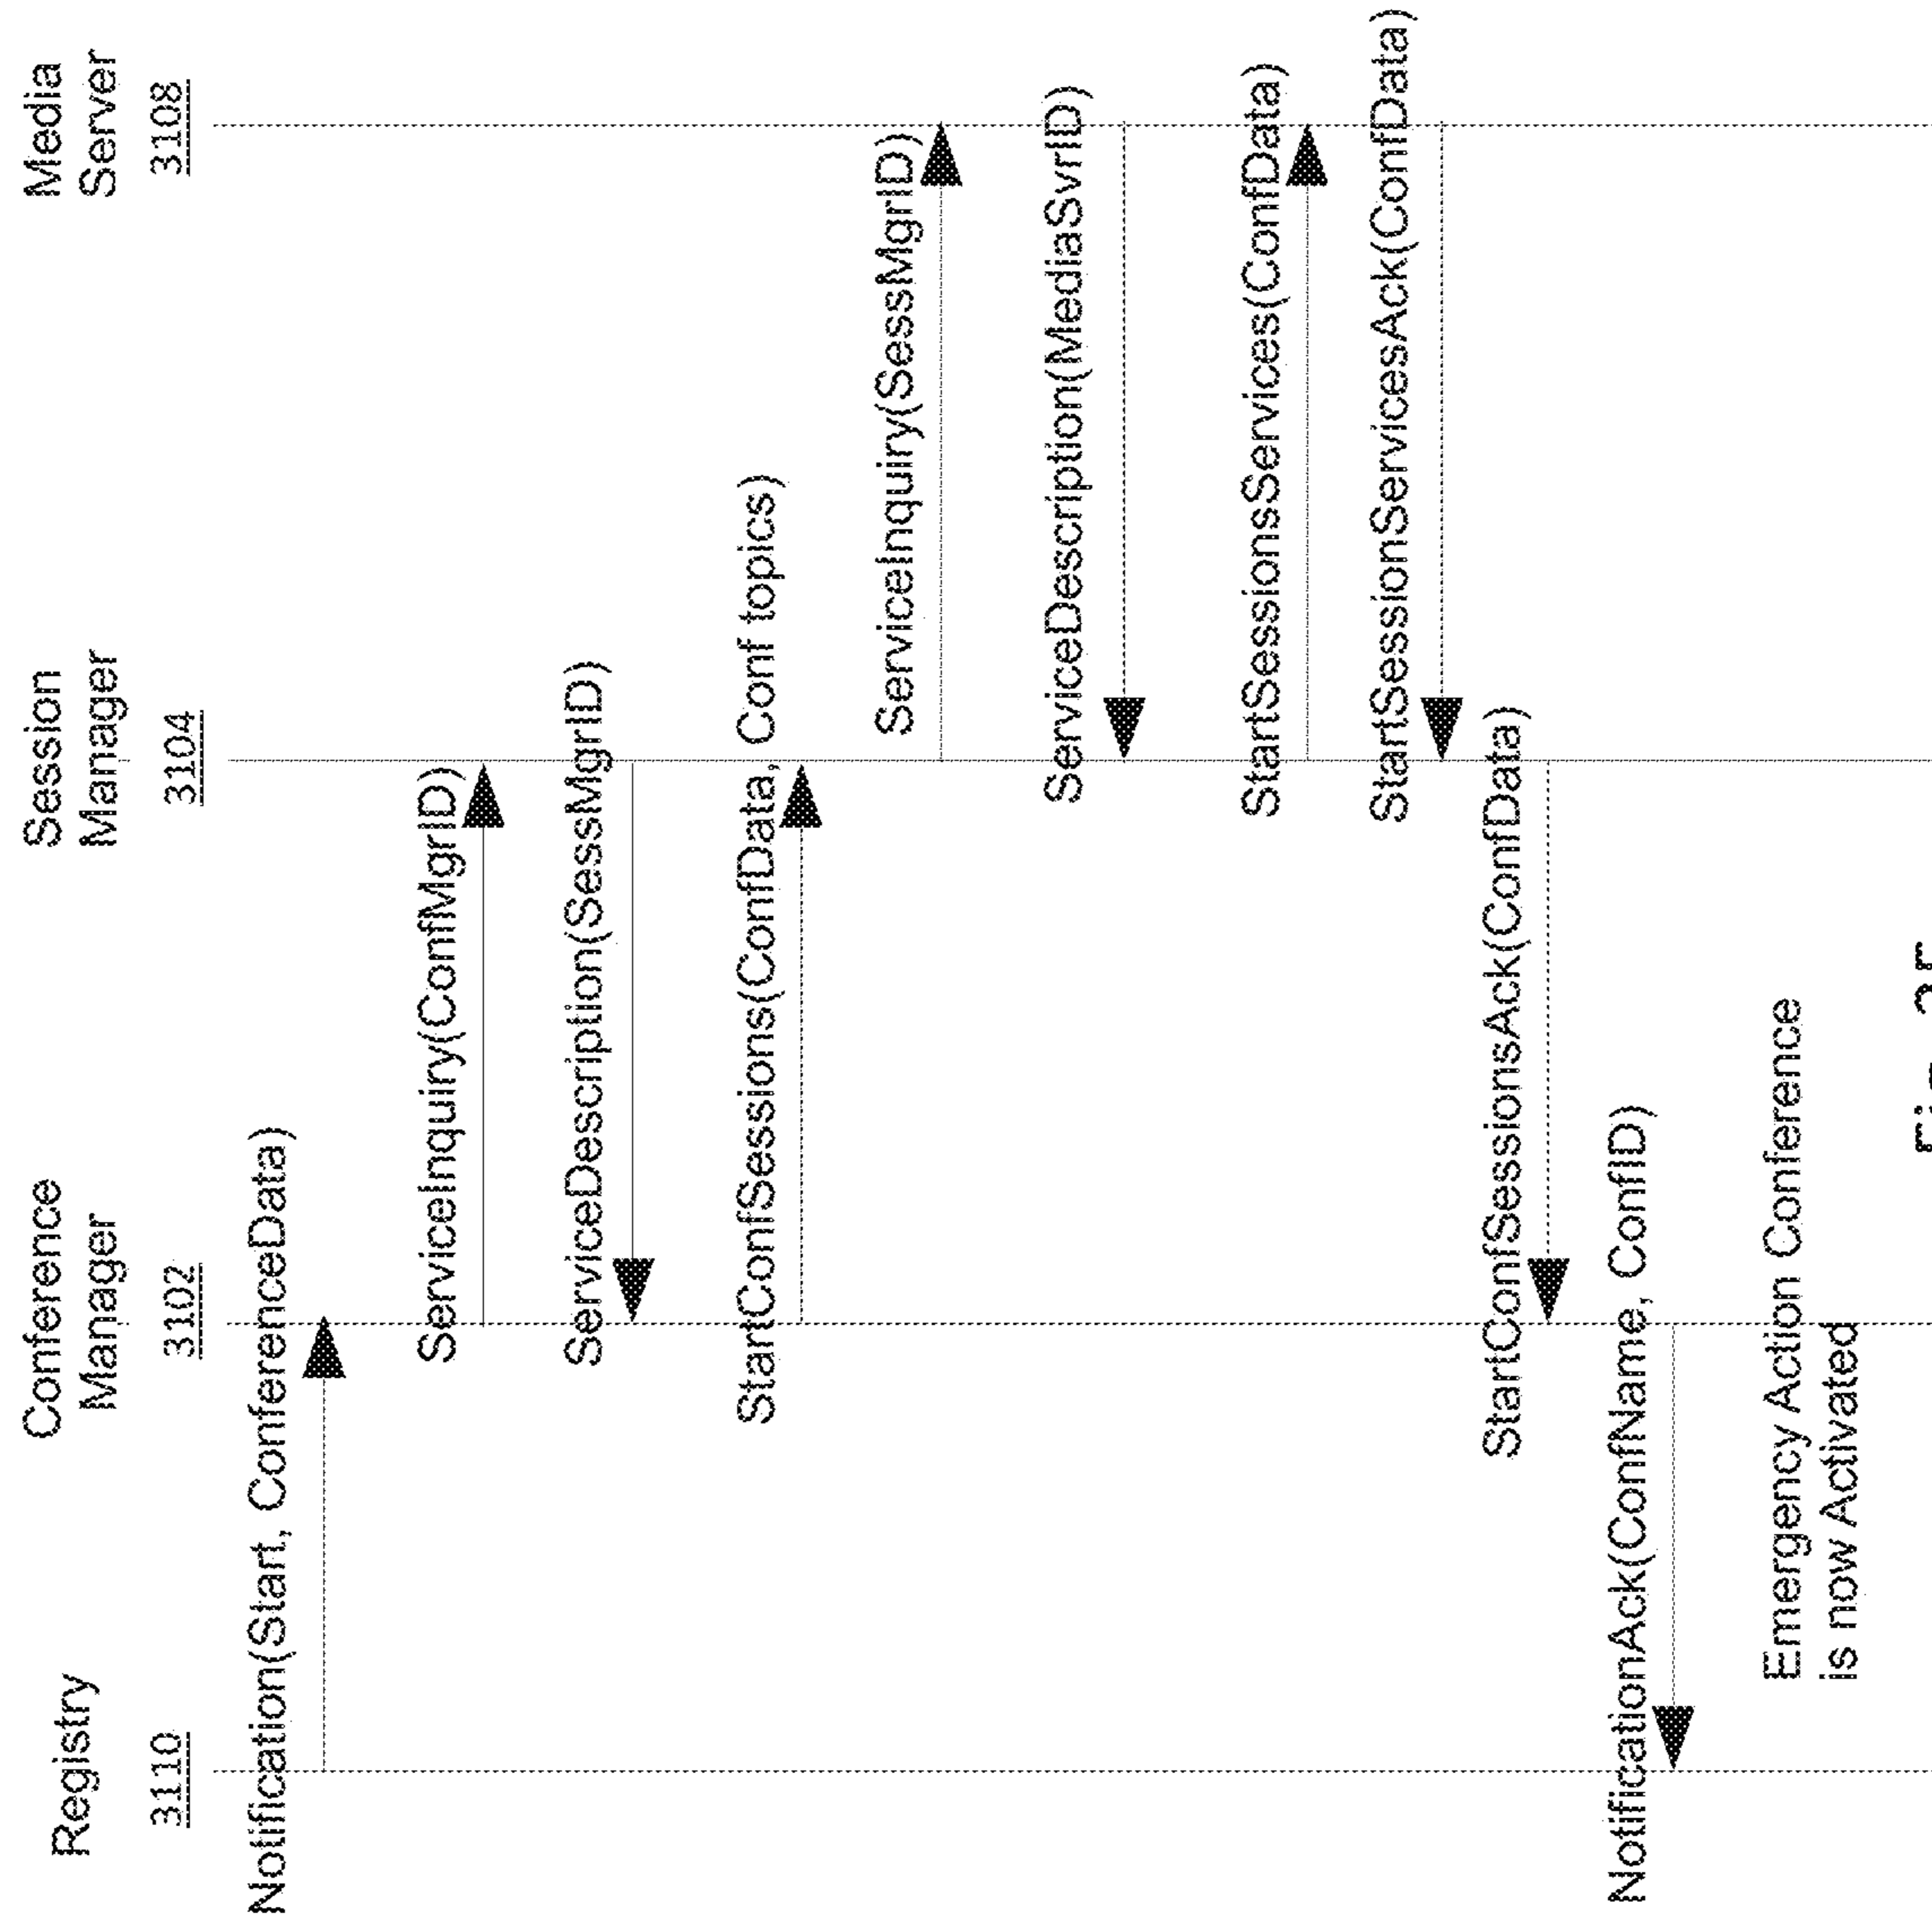 Registry
3110
Conference
Manager
3102
Session
Manager
3104
Media
Server
3108
Notification(Start, ConferenceData)
ServiceInquiry(ConfMgrID)
ServiceDescription(SessMgrID)
StartConfSessions(ConfData, Conf topics)
ServiceInquiry(SessMgrID)
ServiceDescription(MediaSvrID)
StartSessionsServices(ConfData)
StartSessionServicesAck(ConfData)
StartConfSessionsAck(ConfData)
NotificationAck(ConfName, ConfID)
Emergency Action Conference
is now Activated